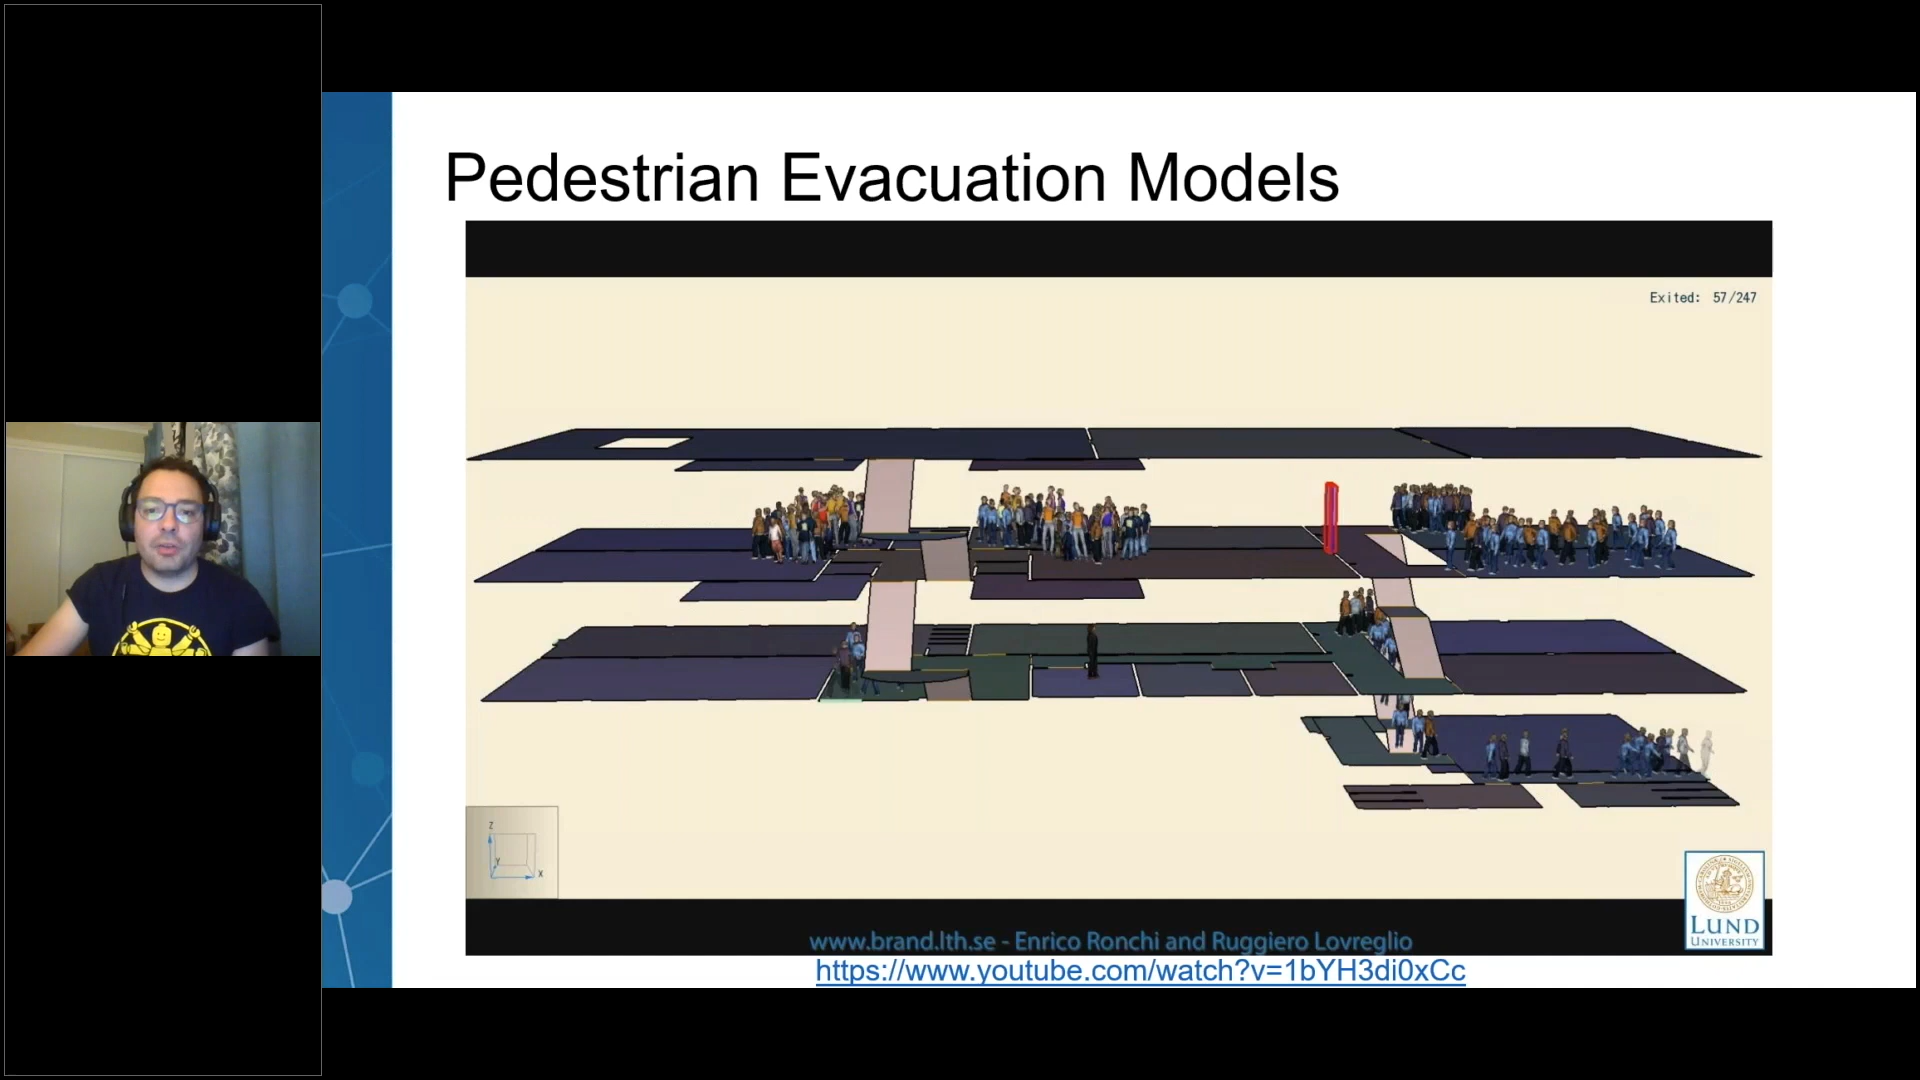 Pedestrian Evacuation Models
Exited: 57/247
Z
Y
X
LUND
UNIVERSITY
www.brand.lth.se - Enrico Ronchi and Ruggiero Lovreglio
https://www.youtube.com/watch?v=1bYH3di0xCc